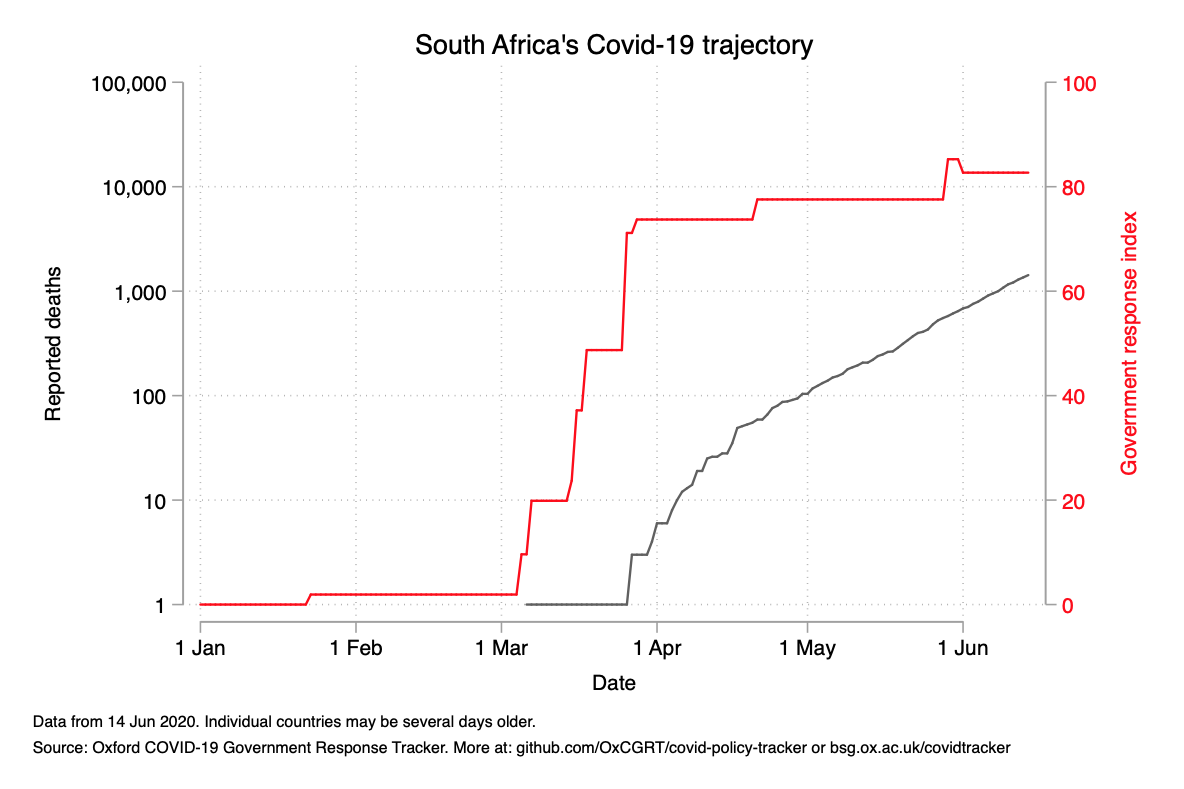 South Africa's Covid-19 trajectory
100,000
10,000
1,000
100
10
1
Reported deaths
100
80
60
40
20
0
Government response index
1 Jan
1 Feb
1 Mar
1 Apr
1 May
1 Jun
Date
Data from 14 Jun 2020. Individual countries may be several days older.
Source: Oxford COVID-19 Government Response Tracker. More at: github.com/OxCGRT/covid-policy-tracker or bsg.ox.ac.uk/covidtracker